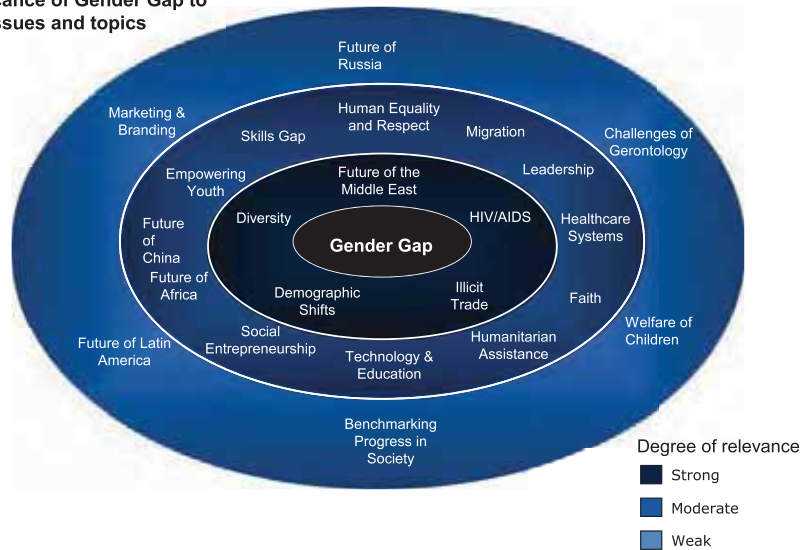 to
ssues and topics
Future of
Russia
Marketing &
Branding
Human Equality
and Respect
Skills Gap
Migration
Challenges of
Gerontology
Leadership
Empowering
Youth
Future of the
Middle East
Diversity
HIV/AIDS
Healthcare
Systems
Future
of
China
Gender Gap
Future of
Africa
Demographic
Shifts
Illicit
Trade
Faith
Social
Entrepreneurship
Humanitarian
Assistance
Welfare of
Children
Future of Latin
America
Technology &
Education
Benchmarking
Progress in
Society
Degree of relevance
Strong
Moderate
Weak